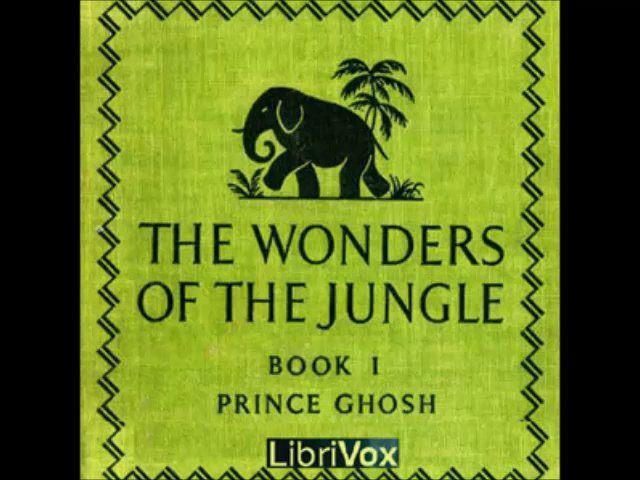 THE WONDERS
OF THE JUNGLE
BOOK I
PRINCE GHOSH
LibriVox